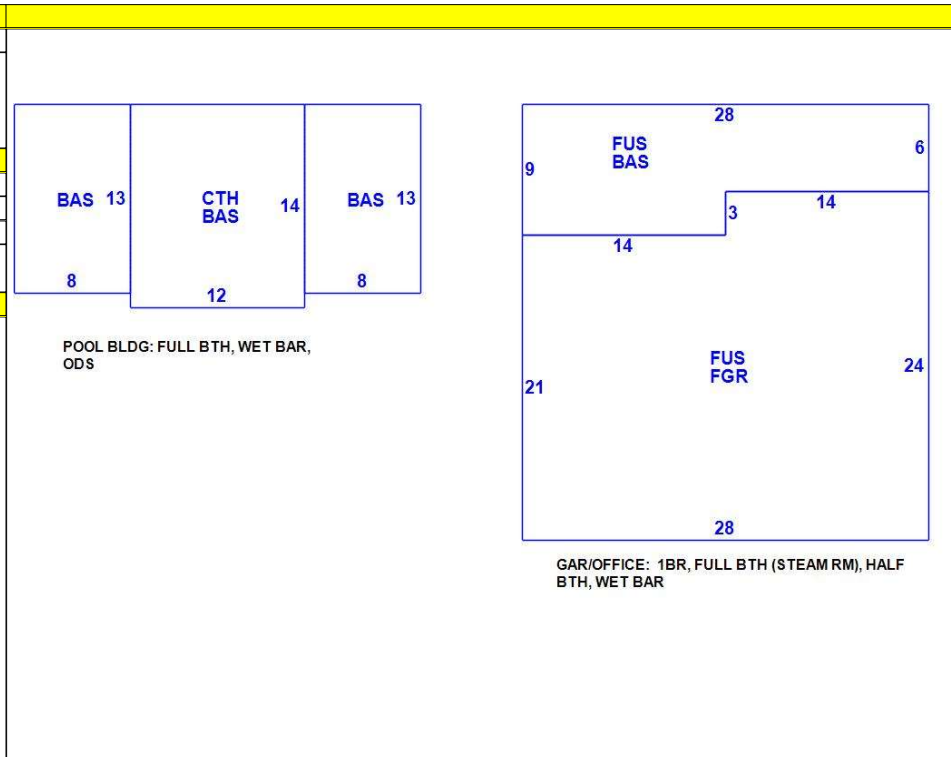 BAS 13
8
CTH
BAS
14
12
BAS 13
8
POOL BLDG: FULL BTH, WET BAR,
ODS
28
FUS
BAS
9
6
3
14
14
FUS
FGR
21
24
28
GAR/OFFICE: 1BR, FULL BTH (STEAM RM), HALF
BTH, WET BAR